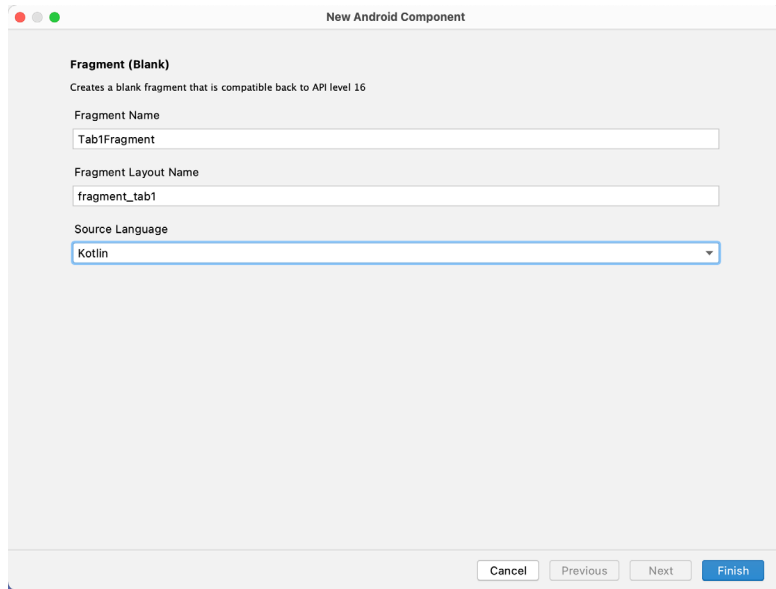 New Android Component
Fragment (Blank)
Creates a blank fragment that is compatible back to API level 16
Fragment Name
Tab1Fragment
Fragment Layout Name
fragment_tab1
Source Language
Kotlin
Cancel Previous Next Finish